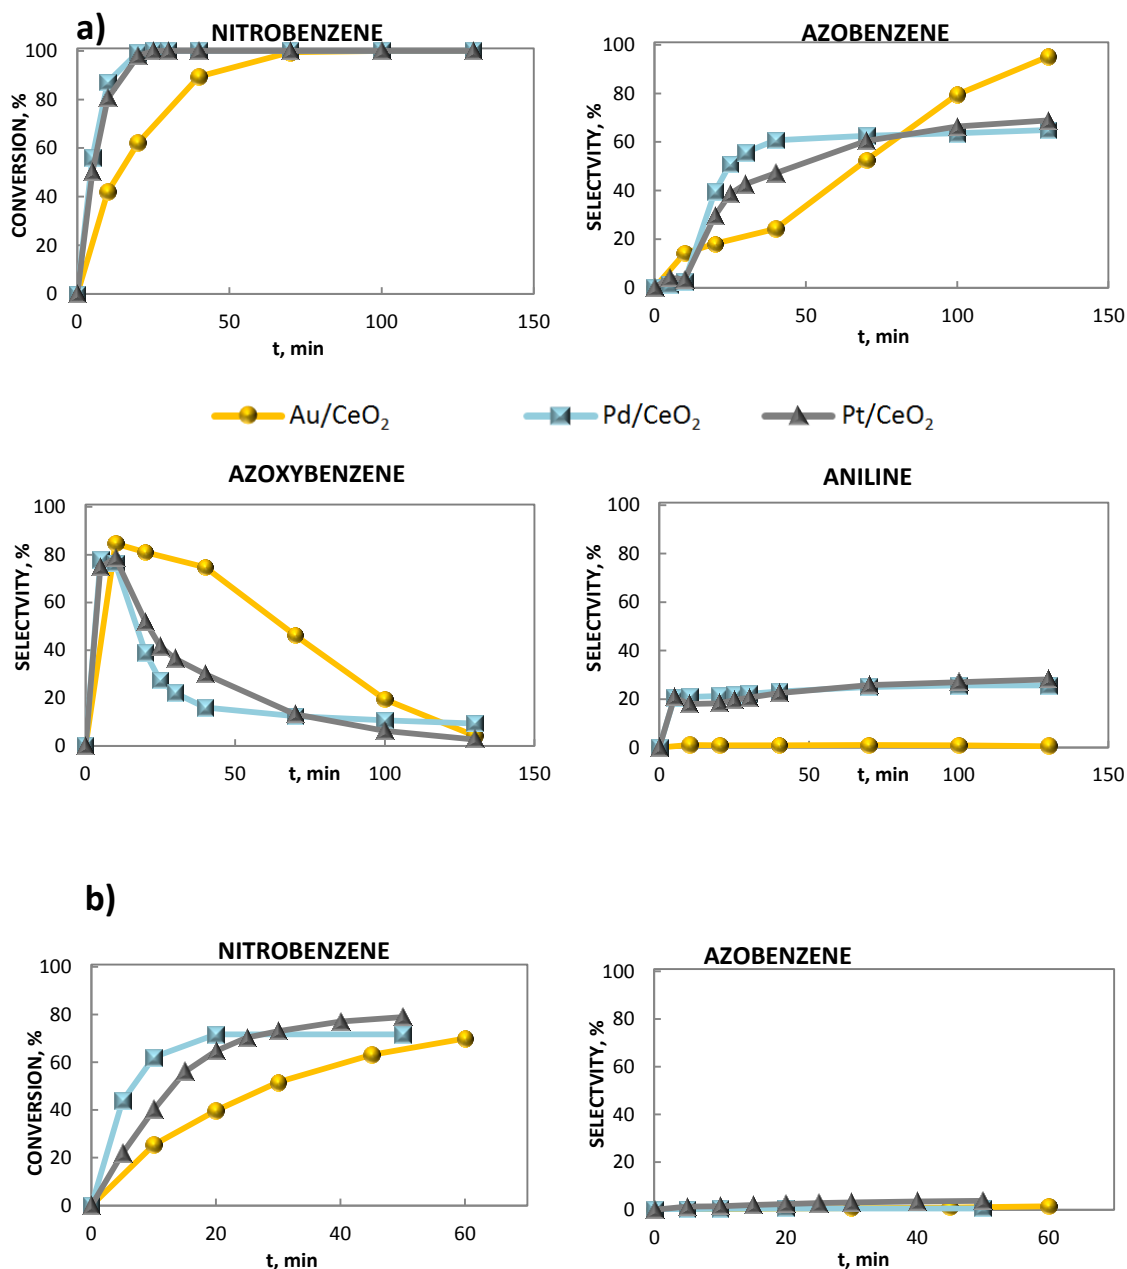 a)
NITROBENZENE
CONVERSION, %
100
80
60
40
20
0
0 50 100 150
t, min
AZOBENZENE
SELECTVITY, %
100
80
60
40
20
0
0 50 100 150
t, min
Au/CeO2 Pd/CeO2 Pt/CeO2
AZOXYBENZENE
SELECTVITY, %
100
80
60
40
20
0
0 50 100 150
t, min
ANILINE
SELECTVITY, %
100
80
60
40
20
0
0 50 100 150
t, min
b)
NITROBENZENE
CONVERSION, %
100
80
60
40
20
0
0 20 40 60
t, min
AZOBENZENE
SELECTVITY, %
100
80
60
40
20
0
0 20 40 60
t, min